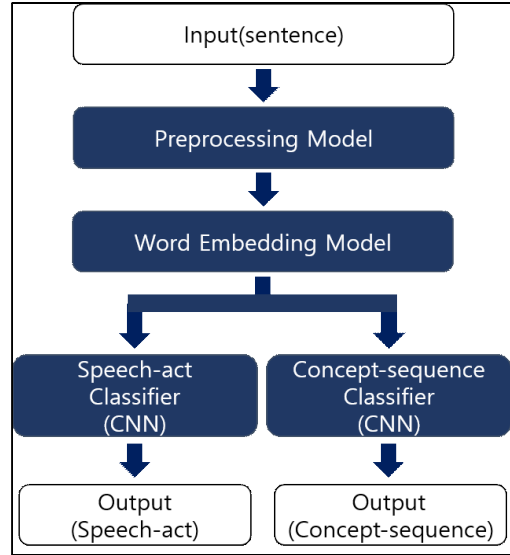 Input(sentence)
Preprocessing Model
Word Embedding Model
Speech-act
Classifier
(CNN)
Concept-sequence
Classifier
(CNN)
Output
(Speech-act)
Output
(Concept-sequence)